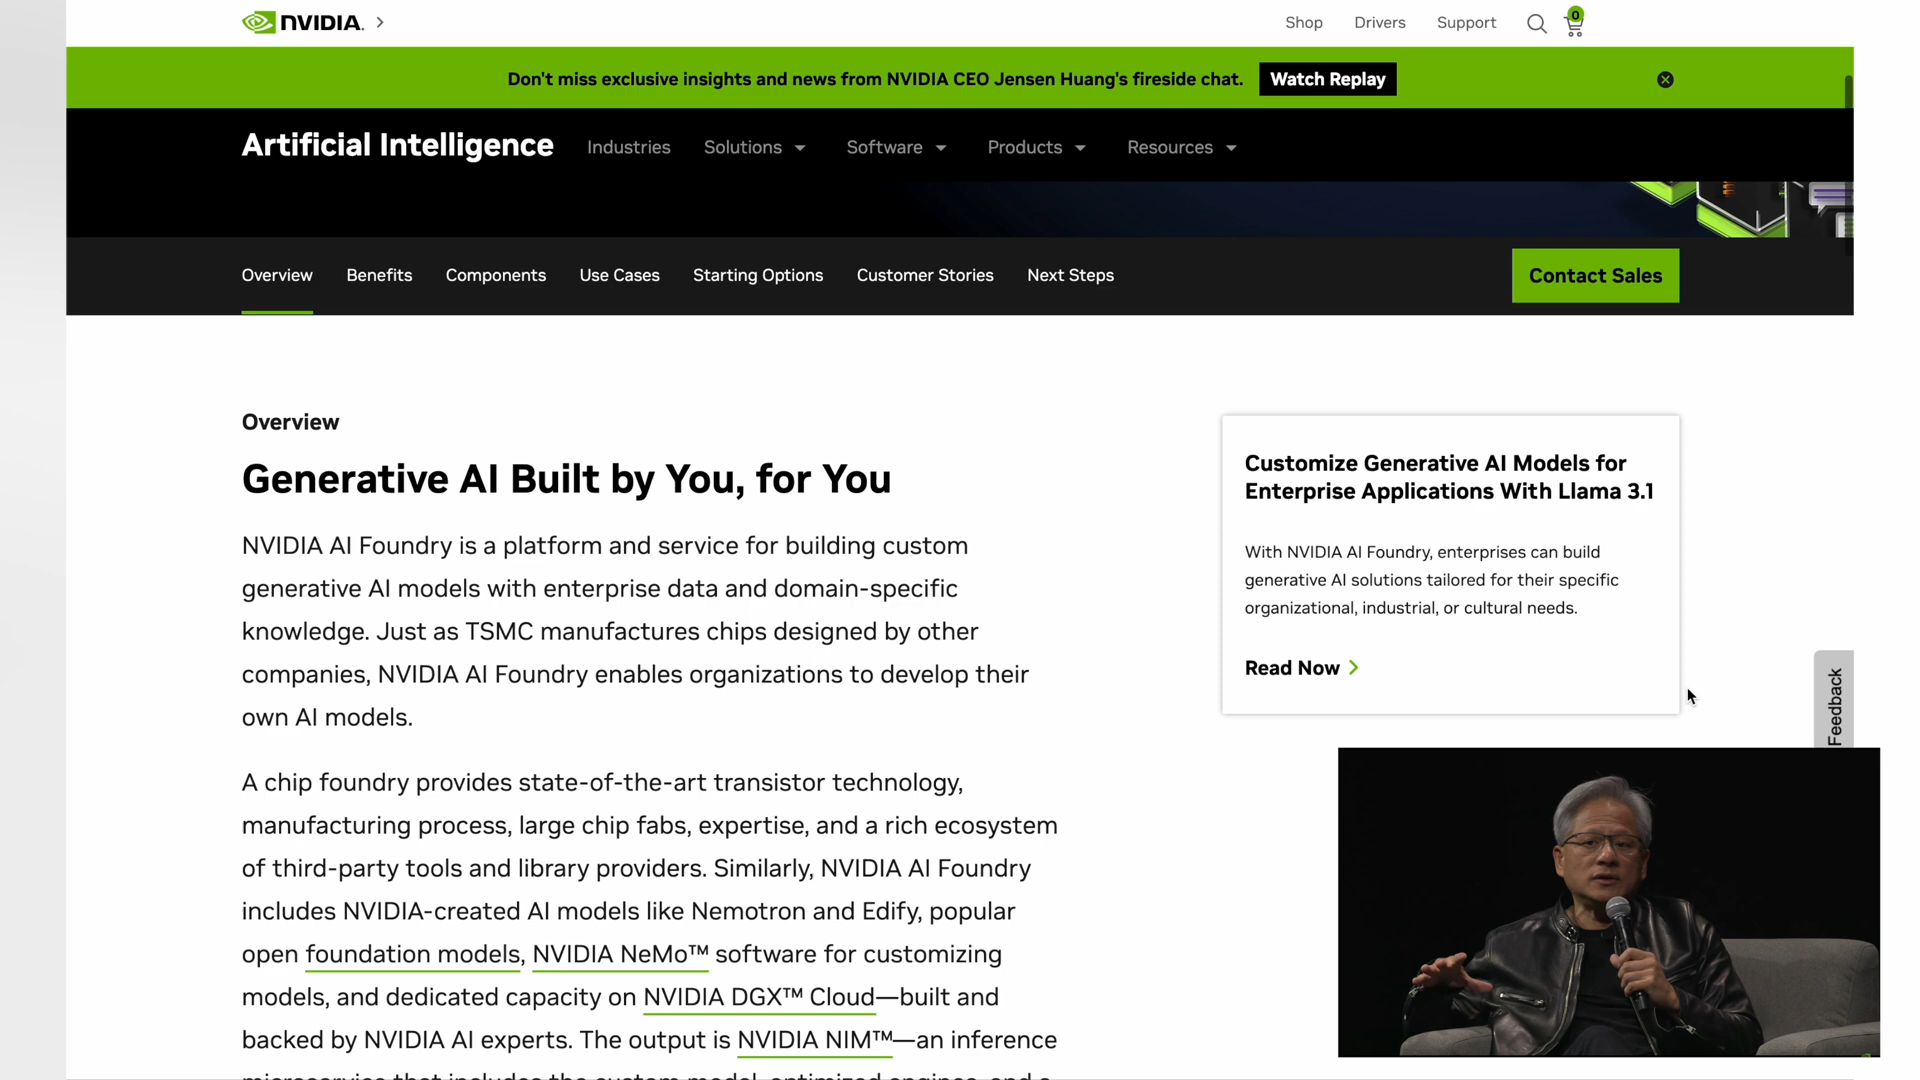 NVIDIA.
Shop
Drivers
Support
0
Don't miss exclusive insights and news from NVIDIA CEO Jensen Huang's fireside chat.
Watch Replay
Artificial Intelligence
Industries
Solutions
Software
Products
Resources
Overview
Benefits
Components
Use Cases
Starting Options
Customer Stories
Next Steps
Contact Sales
Overview
Generative AI Built by You, for You
NVIDIA AI Foundry is a platform and service for building custom
generative AI models with enterprise data and domain-specific
knowledge. Just as TSMC manufactures chips designed by other
companies, NVIDIA AI Foundry enables organizations to develop their
own AI models.
A chip foundry provides state-of-the-art transistor technology,
manufacturing process, large chip fabs, expertise, and a rich ecosystem
of third-party tools and library providers. Similarly, NVIDIA AI Foundry
includes NVIDIA-created AI models like Nemotron and Edify, popular
open foundation models, NVIDIA NeMo™ software for customizing
models, and dedicated capacity on NVIDIA DGX™ Cloud—built and
backed by NVIDIA AI experts. The output is NVIDIA NIM™—an inference
microservice that includes the custom model, optimized engines, and a
Customize Generative AI Models for
Enterprise Applications With Llama 3.1
With NVIDIA AI Foundry, enterprises can build
generative AI solutions tailored for their specific
organizational, industrial, or cultural needs.
Read Now
Feedback